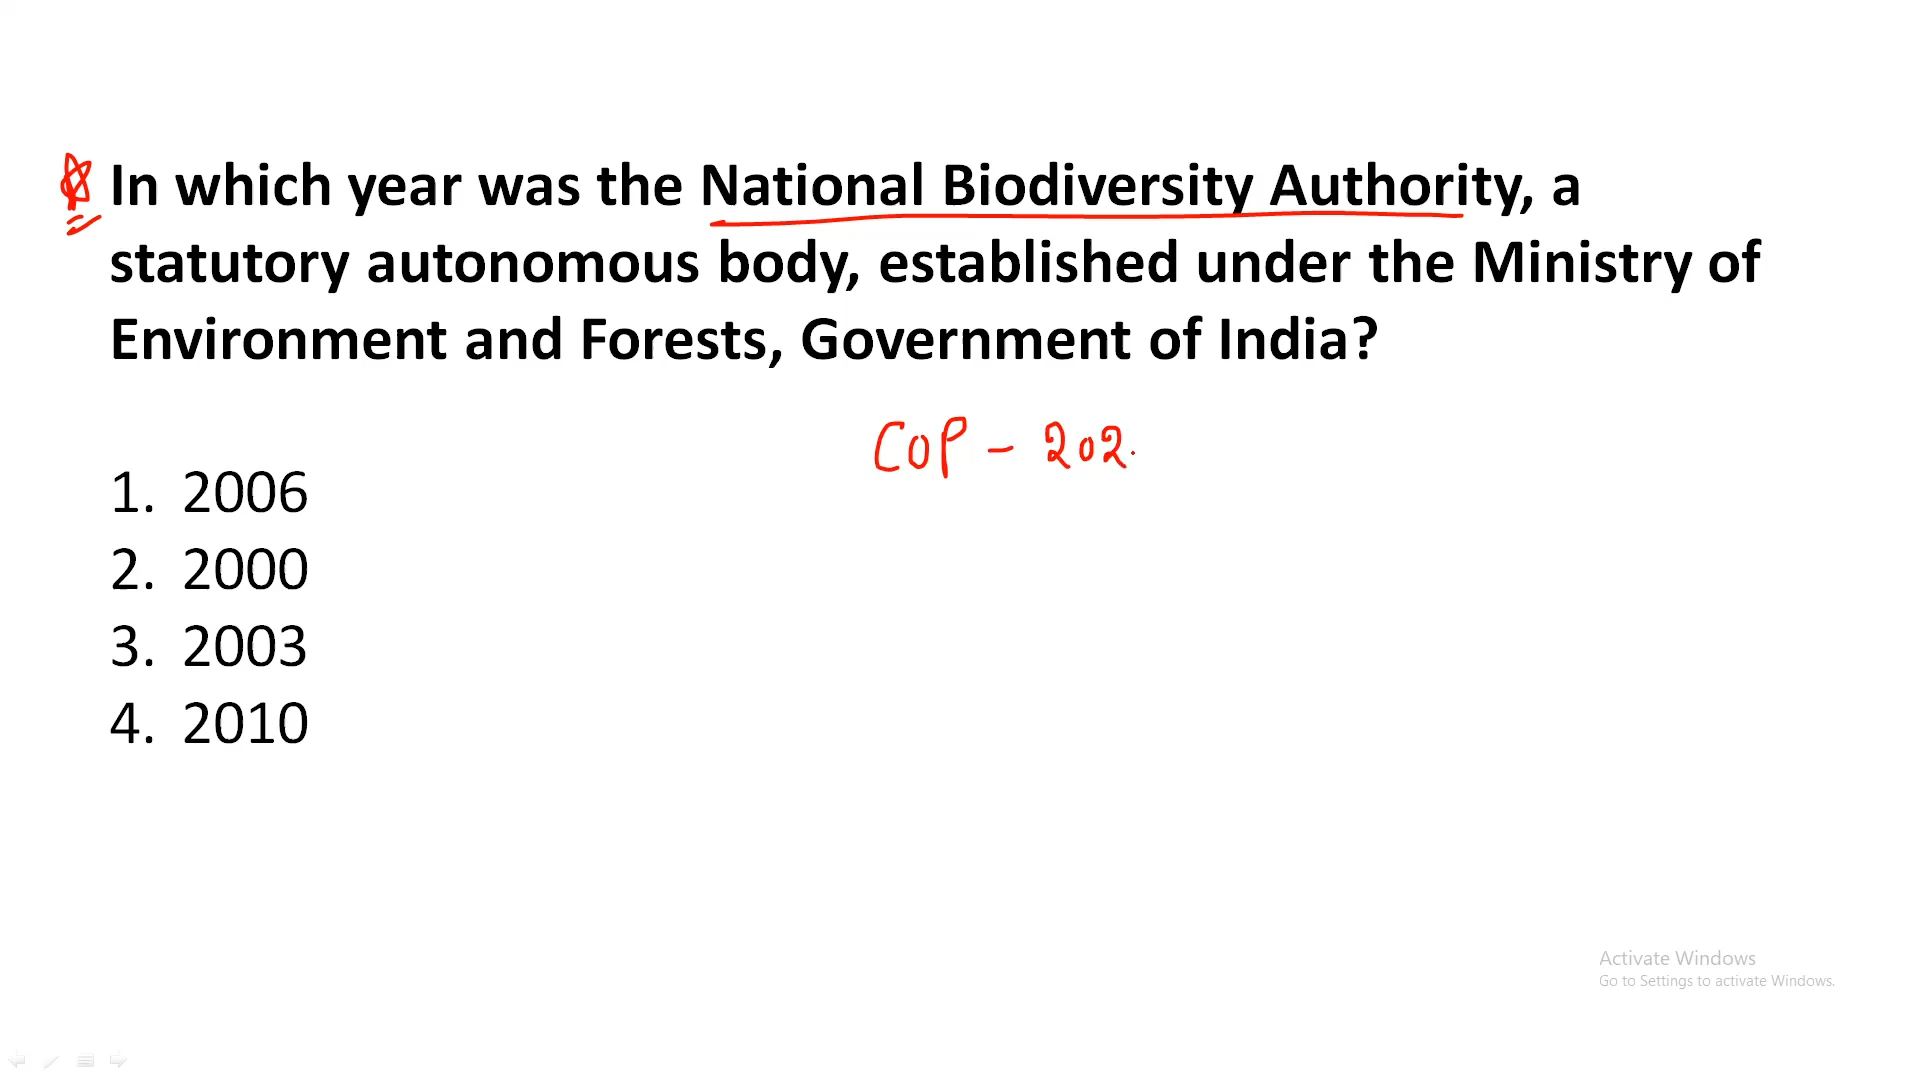 In which year was the National Biodiversity Authority, a
statutory autonomous body, established under the Ministry of
Environment and Forests, Government of India?
COP - 202
1. 2006
2. 2000
3. 2003
4. 2010
Activate Windows
Go to Settings to activate Windows.